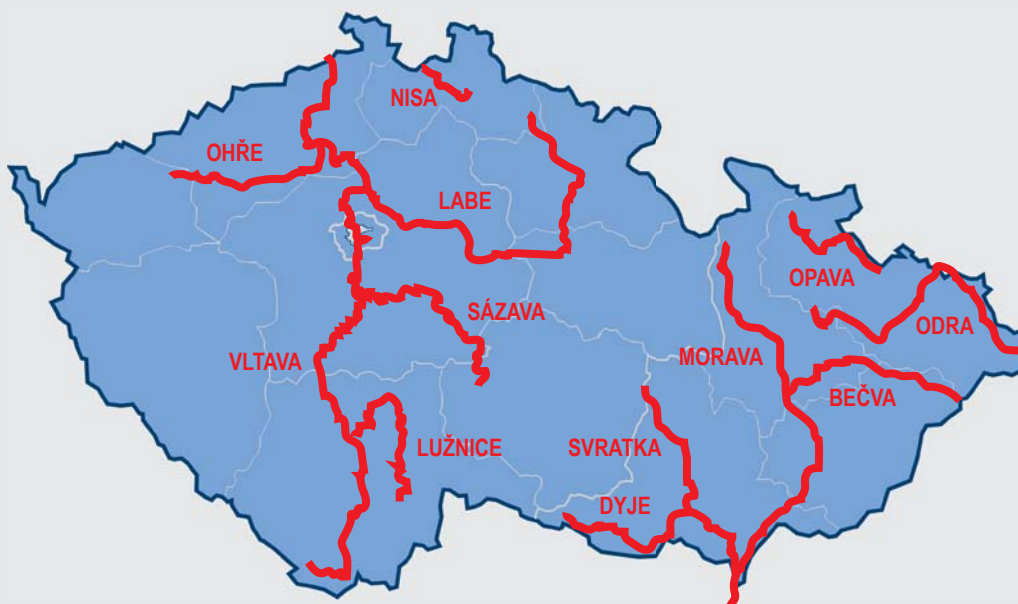 NISA
OHŘE
LABE
OPAVA
SÁZAVA
ODRA
VLTAVA
MORAVA
BEČVA
LUŽNICE
SVRATKA
DYJE